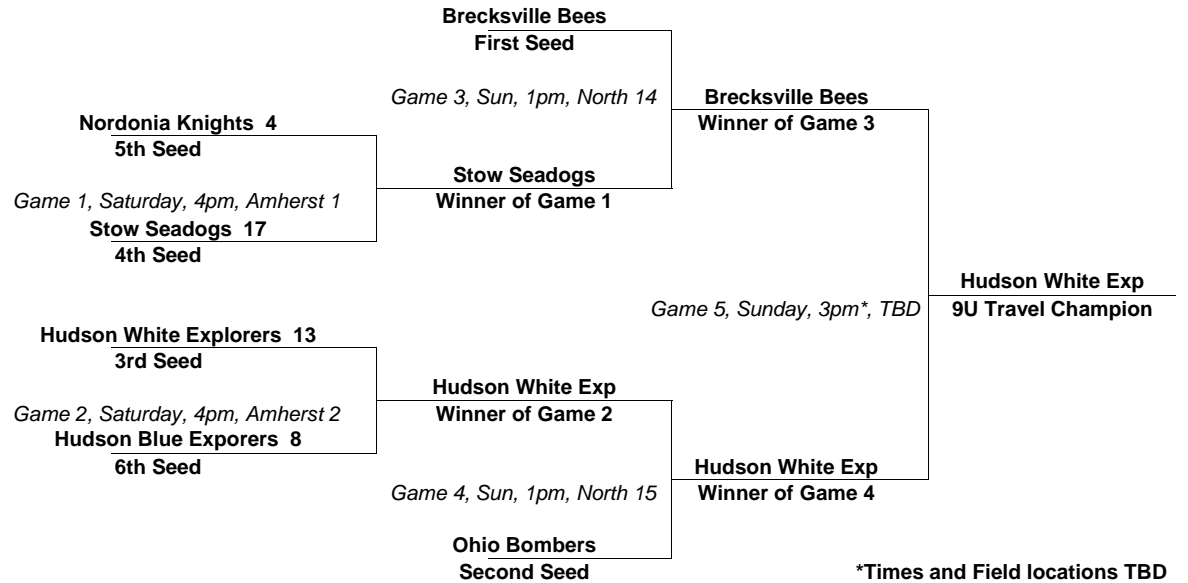 Brecksville Bees
First Seed
Game 3, Sun, 1pm, North 14
Brecksville Bees
Winner of Game 3
Nordonia Knights 4
5th Seed
Stow Seadogs
Winner of Game 1
Game 1, Saturday, 4pm, Amherst 1
Stow Seadogs 17
4th Seed
Hudson White Exp
9U Travel Champion
Game 5, Sunday, 3pm*, TBD
Hudson White Explorers 13
3rd Seed
Hudson White Exp
Winner of Game 2
Game 2, Saturday, 4pm, Amherst 2
Hudson Blue Exporers 8
6th Seed
Hudson White Exp
Winner of Game 4
Game 4, Sun, 1pm, North 15
Ohio Bombers
Second Seed
*Times and Field locations TBD